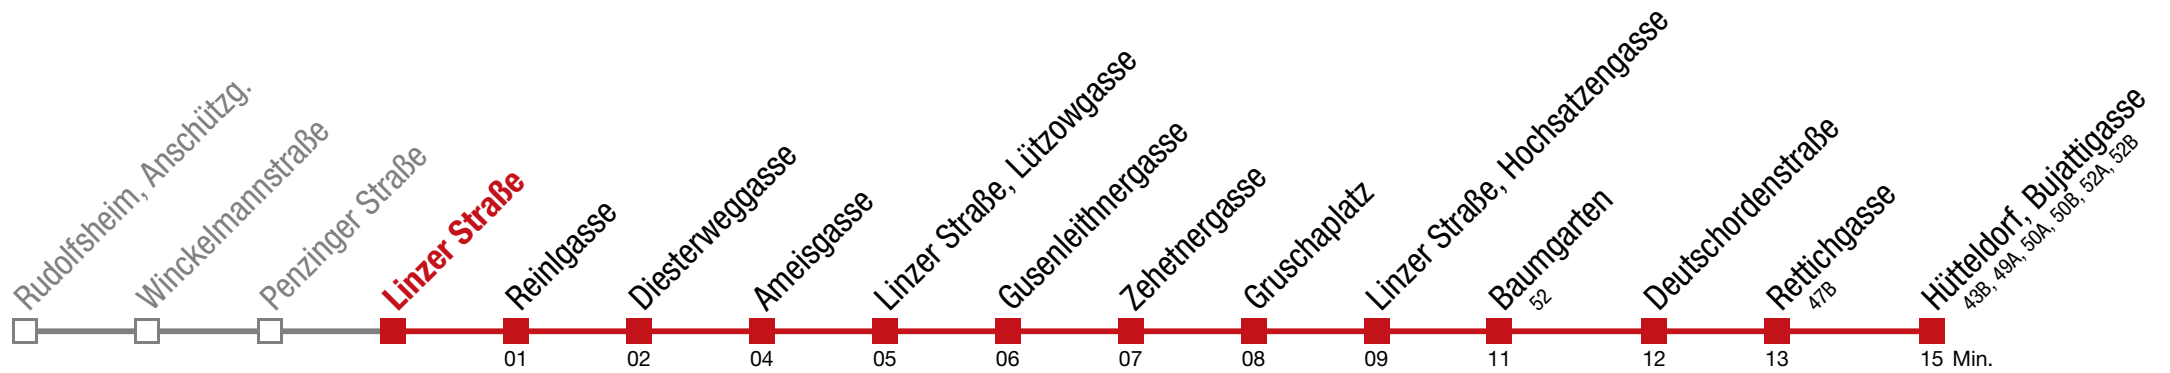 Rudolfsheim, Anschützg.
Winckelmannstraße
Penzinger Straße
Linzer Straße
Reinlgasse
Diesterweggasse
Ameisgasse
Linzer Straße, Lützowgasse
Gusenleithnergasse
Zehetnergasse
Gruschaplatz
Linzer Straße, Hochsatzengasse
Baumgarten
52
Deutschordenstraße
Rettichgasse
47B
Hütteldorf, Bujattigasse
43B, 49A, 50A, 50B, 52A, 52B
01 02 04 05 06 07 08 09 11 12 13 15 Min.